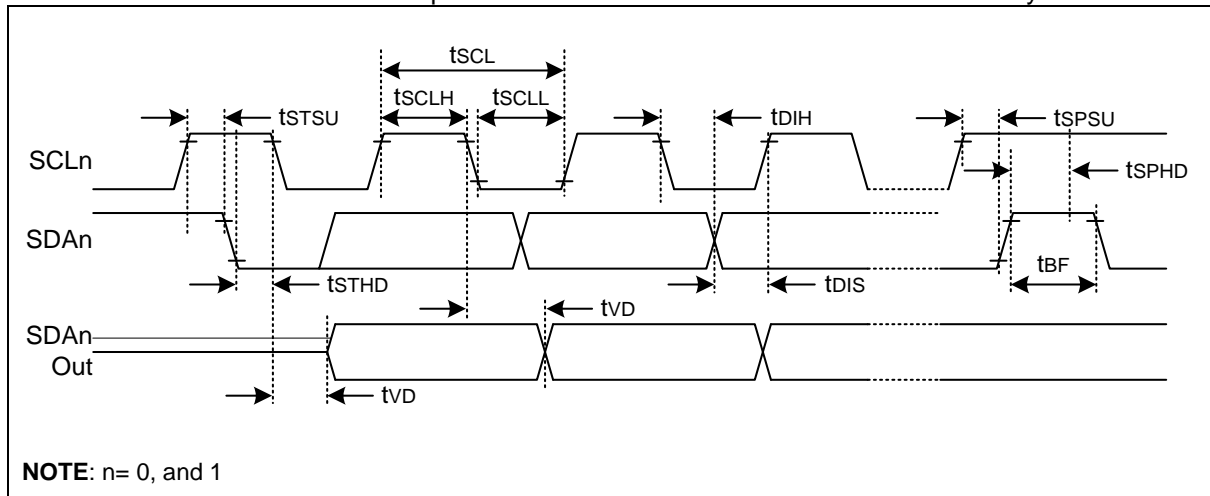 tSCL
tSCLH tSCLL
tSTSU tDIH tSPSU
SCLn
tSPHD
SDAn
tBF
tSTHD tDIS
tVD
SDAn
Out
tVD
NOTE: n= 0, and 1